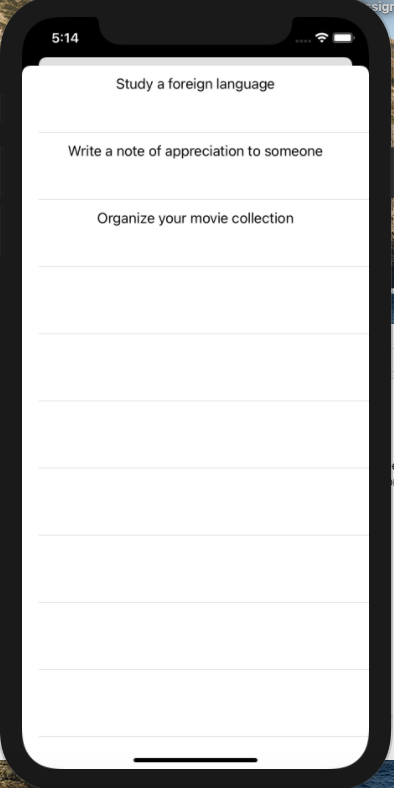 5:14
Study a foreign language
Write a note of appreciation to someone
Organize your movie collection